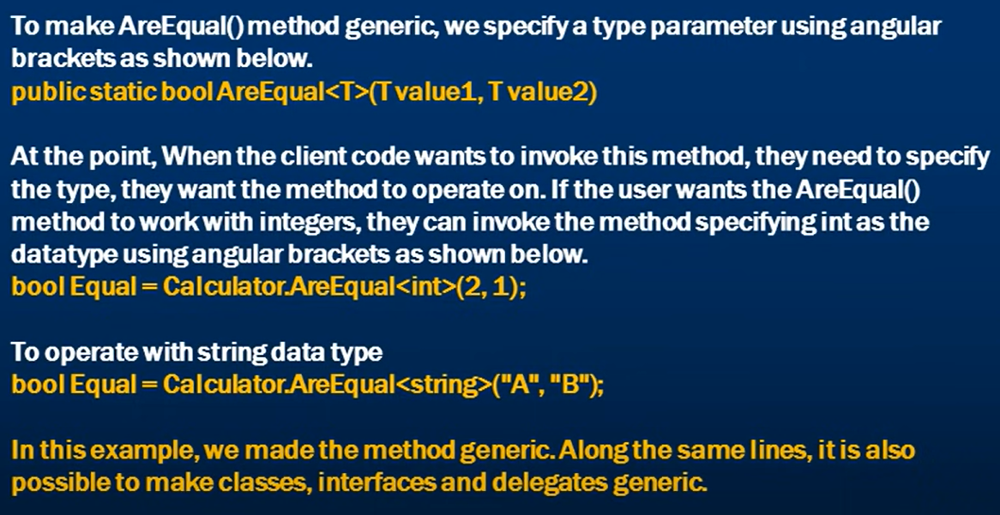 To make AreEqual() method generic, we specify a type parameter using angular
brackets as shown below.
public static bool AreEqual<T>(T value1, T value2)
At the point, When the client code wants to invoke this method, they need to specify
the type, they want the method to operate on. If the user wants the AreEqual()
method to work with integers, they can invoke the method specifying int as the
datatype using angular brackets as shown below.
bool Equal = Calculator.AreEqual<int>(2, 1);
To operate with string data type
bool Equal = Calculator.AreEqual<string>("A", "B");
In this example, we made the method generic. Along the same lines, it is also
possible to make classes, interfaces and delegates generic.